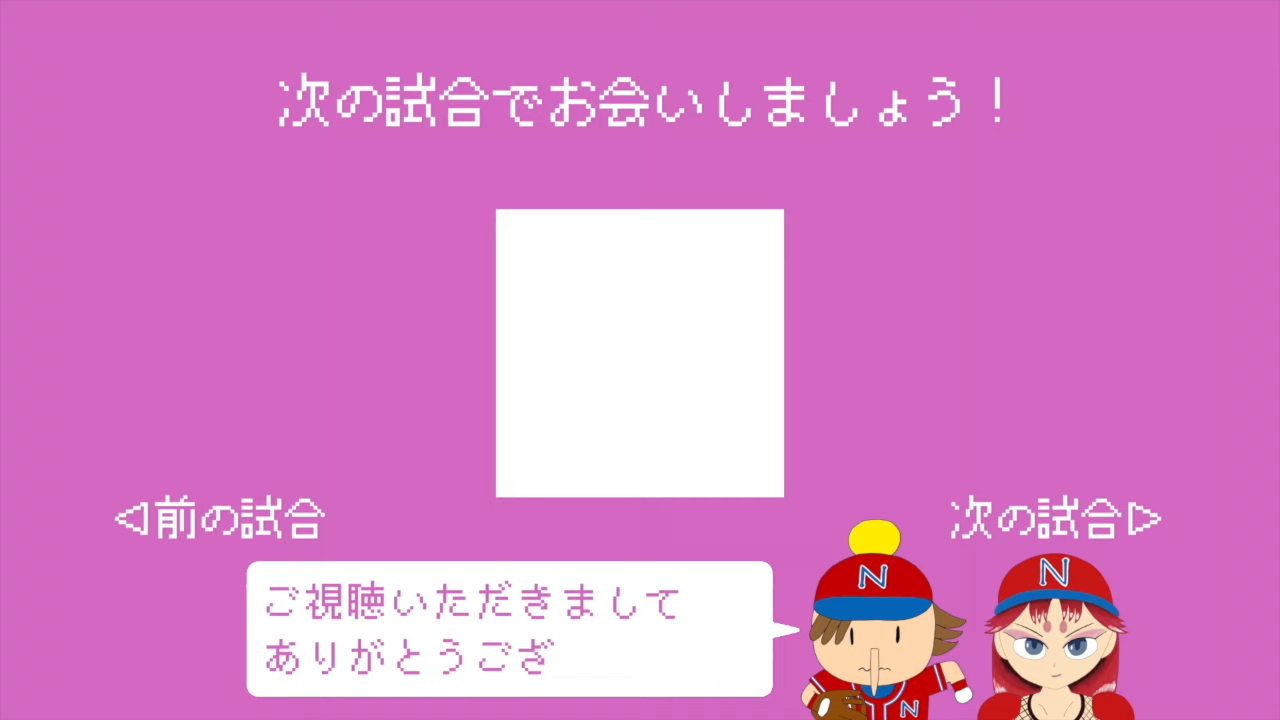 次の試合でお会いしましょう！
◁前の試合
次の試合▷
ご視聴いただきまして
ありがとうござ
N
N
N